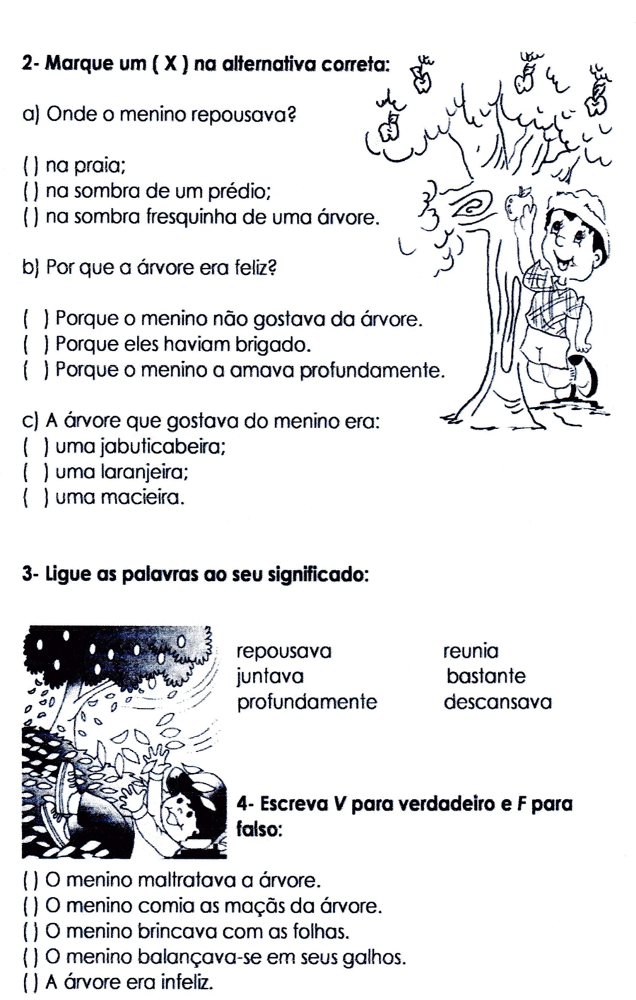 2- Marque um ( X ) na alternativa correta:
a) Onde o menino repousava?
( ) na praia;
( ) na sombra de um prédio;
( ) na sombra fresquinha de uma árvore.
b) Por que a árvore era feliz?
( ) Porque o menino não gostava da árvore.
( ) Porque eles haviam brigado.
( ) Porque o menino a amava profundamente.
c) A árvore que gostava do menino era:
( ) uma jabuticabeira;
( ) uma laranjeira;
( ) uma macieira.
3- Ligue as palavras ao seu significado:
repousava reunia
juntava bastante
profundamente descansava
4- Escreva V para verdadeiro e F para
falso:
( ) O menino maltratava a árvore.
( ) O menino comia as maçãs da árvore.
( ) O menino brincava com as folhas.
( ) O menino balançava-se em seus galhos.
( ) A árvore era infeliz.